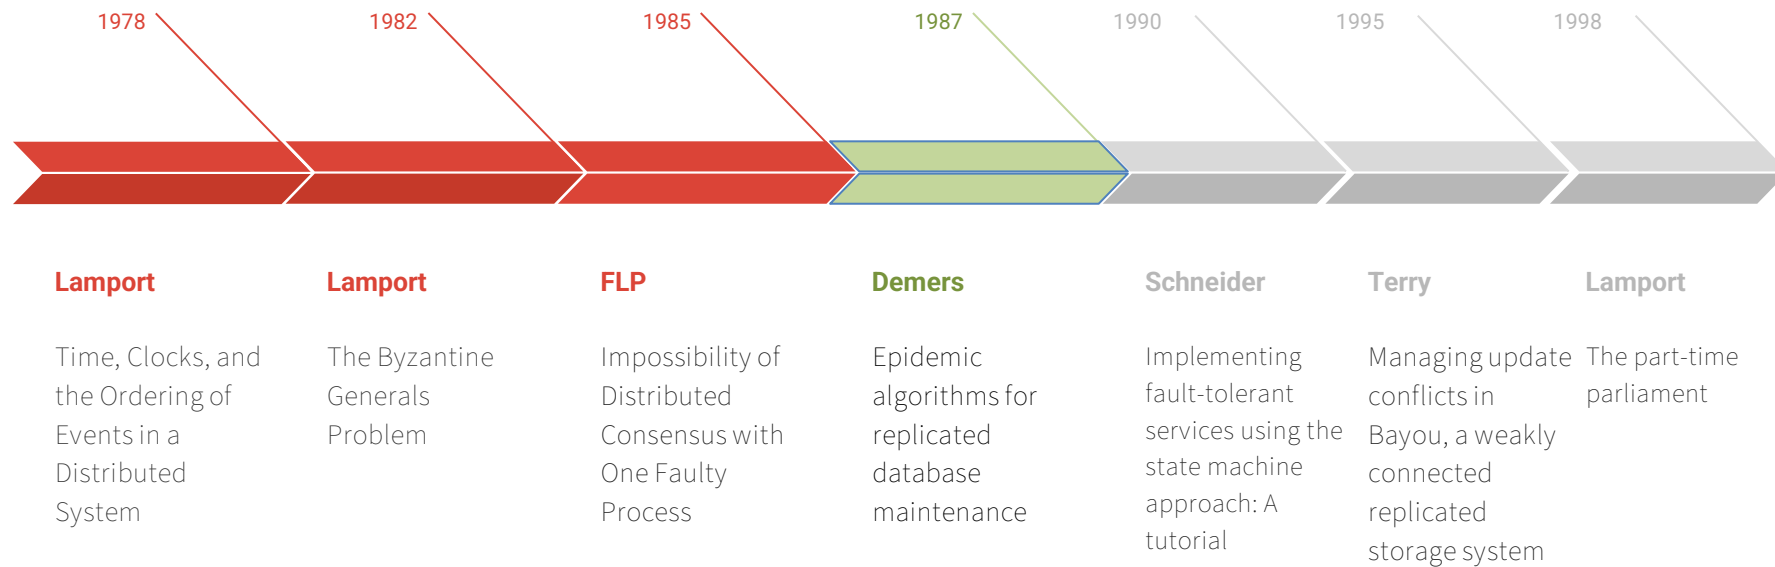 1978
1982
1985
1987
1990
1995
1998
Lamport
Time, Clocks, and
the Ordering of
Events in a
Distributed
System
Lamport
The Byzantine
Generals
Problem
FLP
Impossibility of
Distributed
Consensus with
One Faulty
Process
Demers
Epidemic
algorithms for
replicated
database
maintenance
Schneider
Implementing
fault-tolerant
services using the
state machine
approach: A
tutorial
Terry
Managing update
conflicts in
Bayou, a weakly
connected
replicated
storage system
Lamport
The part-time
parliament